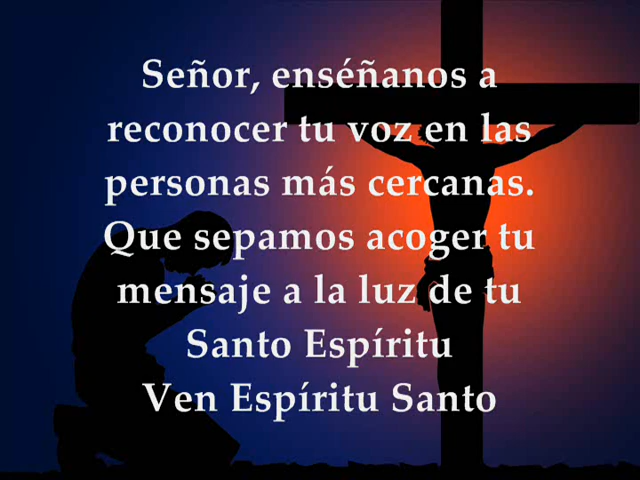 Señor, enséñanos a
reconocer tu voz en las
personas más cercanas.
Que sepamos acoger tu
mensaje a la luz de tu
Santo Espíritu
Ven Espíritu Santo